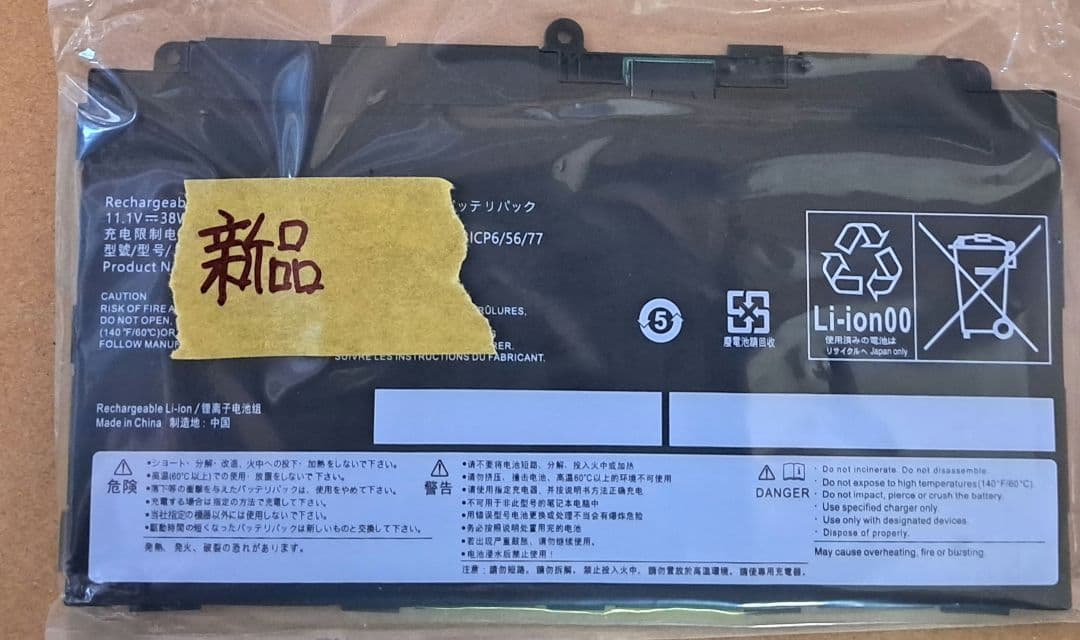 Rechargeable
ッテリパック
11.1V⎓38W
充电限制电
ICP6/56/77
型號/型号/
Product N
新品
CAUTION
RISK OF FIRE A
RÛLURES,
DO NOT OPEN,
(140°F/60°C)OR
FOLLOW MANUF
RER.
SUIVRE LES INSTRUCTIONS DU FABRICANT.
5
廢電池請回收
Li-ion00
使用済みの電池は
リサイクルへ Japan only
Rechargeable Li-ion / 锂离子电池组
Made in China 制造地:中国
危険
•ショート・分解・改造、火中への投下・加熱をしないで下さい。
•高温(60℃以上)での使用・放置をしないで下さい。
•落下等の衝撃を与えたバッテリパックは、使用をやめて下さい。
•充電する場合は指定の方法で充電して下さい。
•当社指定の機器以外には使用しないで下さい。
•駆動時間の短くなったバッテリパックは新しいものと交換して下さい。
発熱、発火、破裂の恐れがあります。
警告
•请不要将电池短路、分解、投入火中或加热
•请勿挤压、撞击电池、高温60℃以上的环境不可使用
•请使用指定充电器、并按说明书方法正确充电
•不可用于非此型号的笔记本电脑中
•用错误型号电池更换或处理不当会有爆炸危险
•务必按照说明处置用完的电池
•若出现严重鼓胀,请勿继续使用。
•电池浸水后禁止使用!
注意:請勿短路。請勿拆解。禁止投入火中。請勿置放於高溫環境。請使專用充電器。
DANGER
· Do not incinerate. Do not disassemble.
· Do not expose to high temperatures(140°F/60°C).
· Do not impact, pierce or crush the battery.
· Use specified charger only.
· Use only with designated devices.
· Dispose of properly.
May cause overheating, fire or bursting.